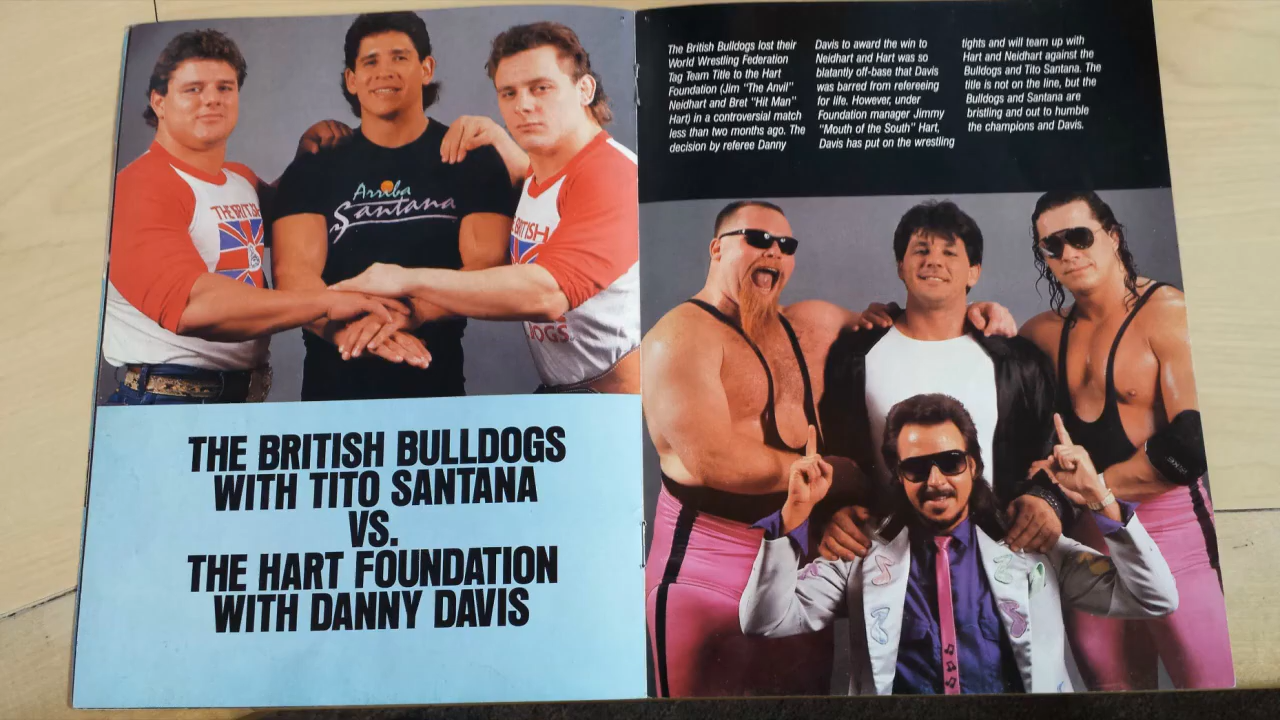 Arriba
Santana
THE BRITISH
BRITISH
DOGS
THE BRITISH BULLDOGS
WITH TITO SANTANA
VS.
THE HART FOUNDATION
WITH DANNY DAVIS
The British Bulldogs lost their
World Wrestling Federation
Tag Team Title to the Hart
Foundation (Jim "The Anvil"
Neidhart and Bret "Hit Man"
Hart) in a controversial match
less than two months ago. The
decision by referee Danny
Davis to award the win to
Neidhart and Hart was so
blatantly off-base that Davis
was barred from refereeing
for life. However, under
Foundation manager Jimmy
"Mouth of the South" Hart,
Davis has put on the wrestling
tights and will team up with
Hart and Neidhart against the
Bulldogs and Tito Santana. The
title is not on the line, but the
Bulldogs and Santana are
bristling and out to humble
the champions and Davis.